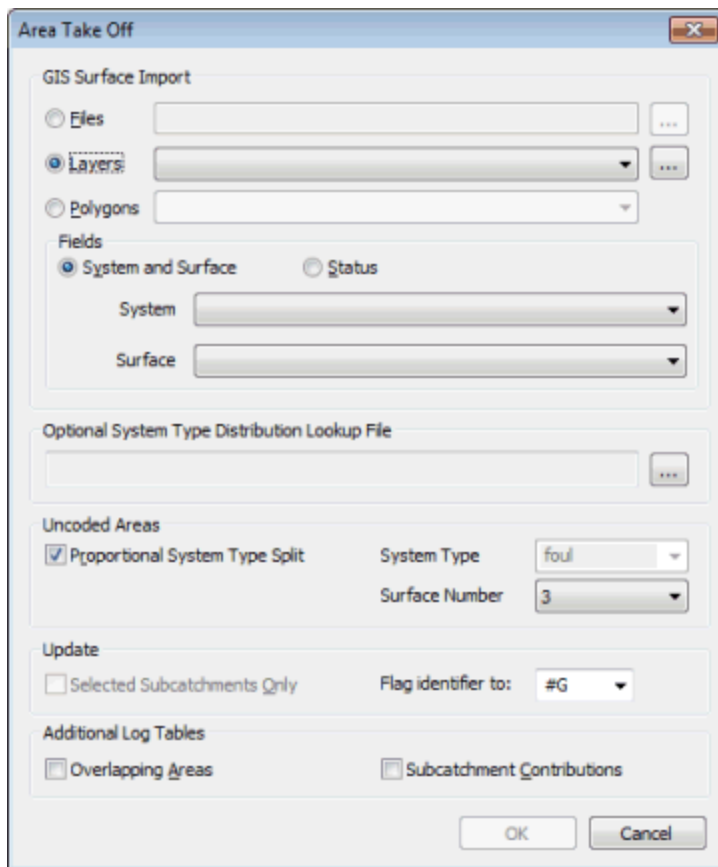 Area Take Off
GIS Surface Import
Files
...
Layers
...
Polygons
Fields
System and Surface
Status
System
Surface
Optional System Type Distribution Lookup File
...
Uncoded Areas
Proportional System Type Split
System Type
foul
Surface Number
3
Update
Selected Subcatchments Only
Flag identifier to:
#G
Additional Log Tables
Overlapping Areas
Subcatchment Contributions
OK
Cancel